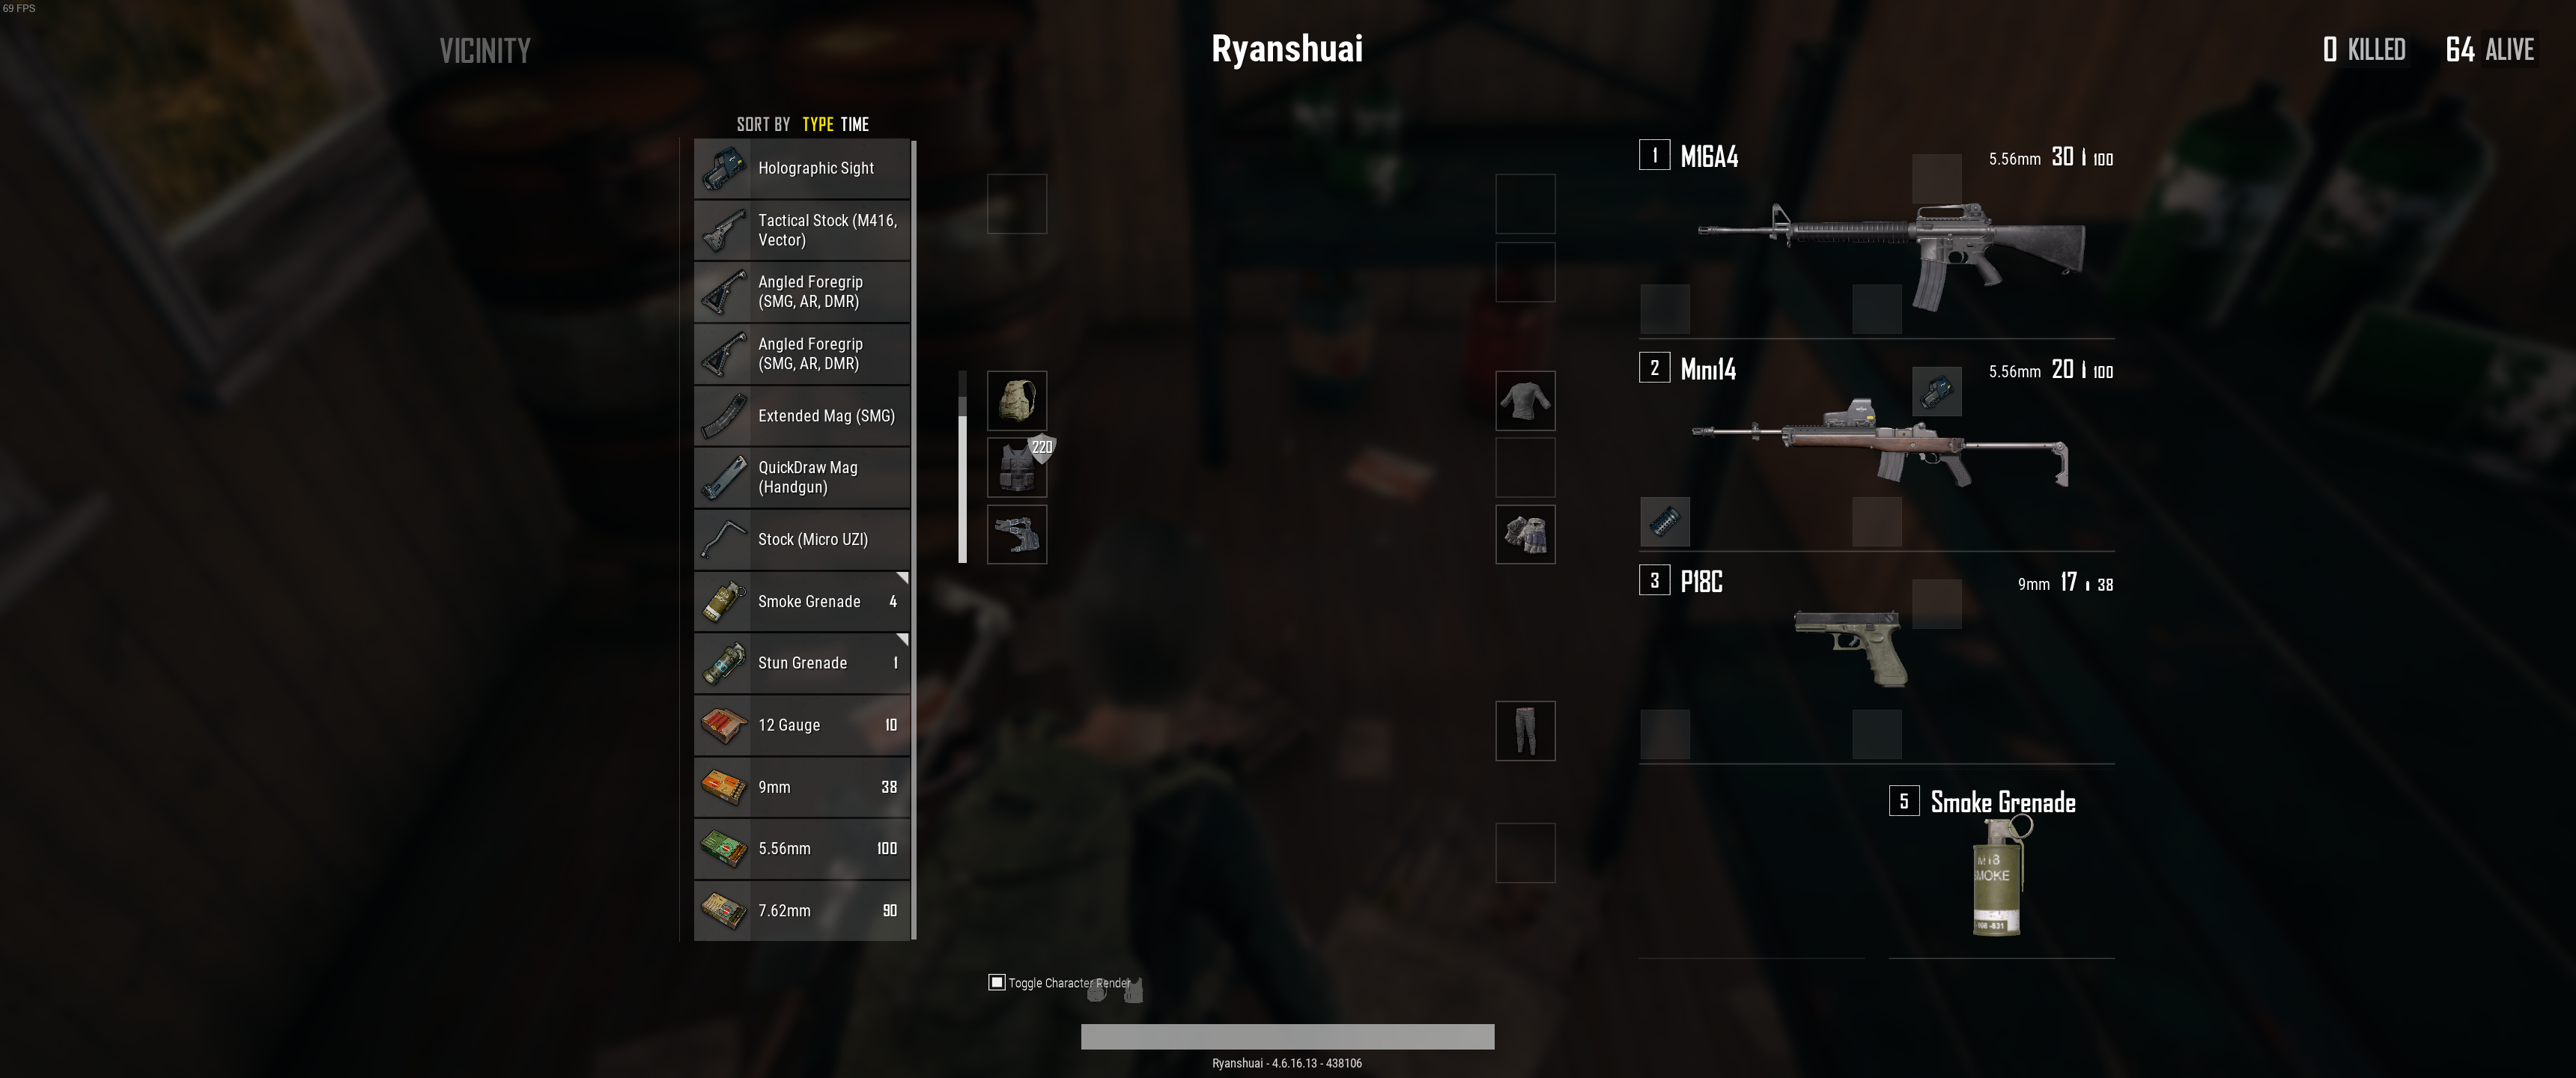 69 FPS
VICINITY
Ryanshuai
0 KILLED 64 ALIVE
SORT BY TYPE TIME
Holographic Sight
Tactical Stock (M416,
Vector)
Angled Foregrip
(SMG, AR, DMR)
Angled Foregrip
(SMG, AR, DMR)
Extended Mag (SMG)
QuickDraw Mag
(Handgun)
Stock (Micro UZI)
Smoke Grenade 4
Stun Grenade 1
12 Gauge 10
9mm 38
5.56mm 100
7.62mm 90
220
Toggle Character Render
1 M16A4 5.56mm 30 100
2 Mini14 5.56mm 20 100
3 P18C 9mm 17 38
5 Smoke Grenade
M18
SMOKE
Ryanshuai - 4.6.16.13 - 438106